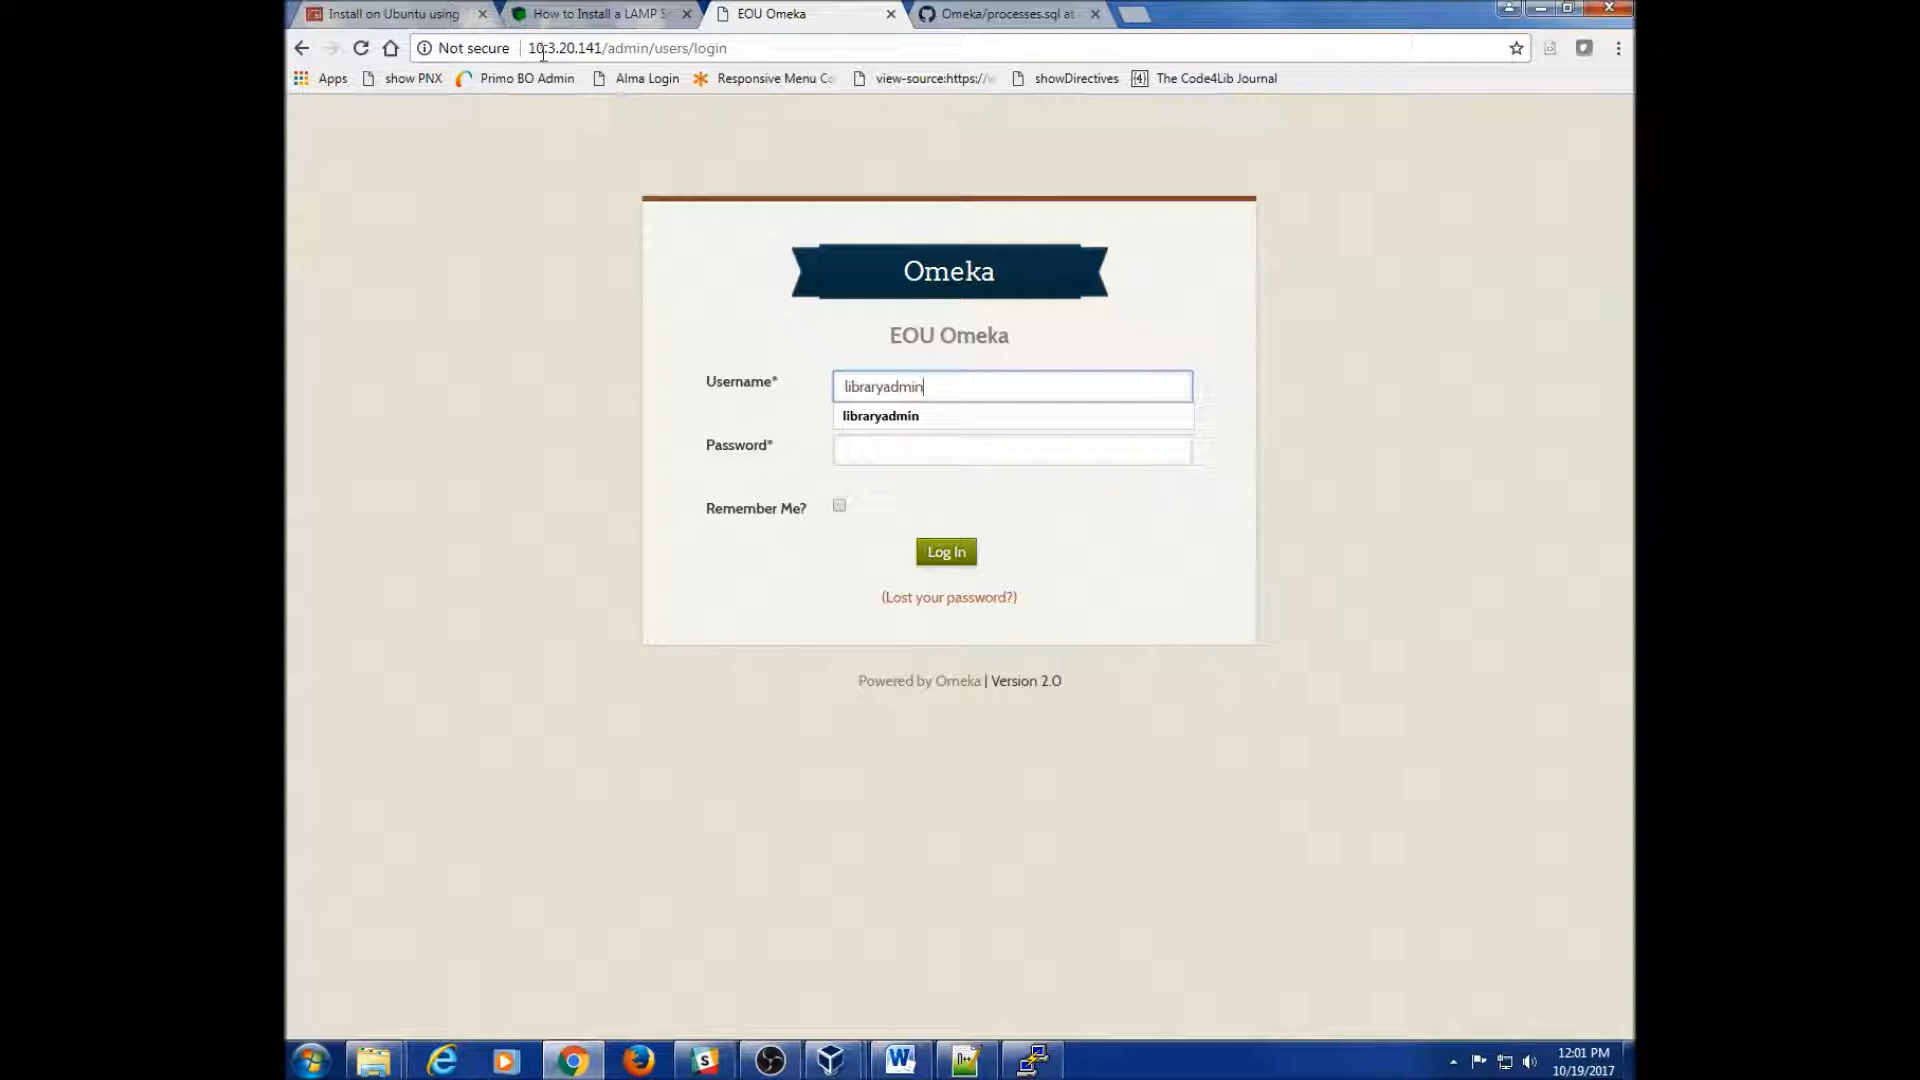 Install on Ubuntu using
How to Install a LAMP S
EOU Omeka
Omeka/processes.sql at
Not secure
10.3.20.141/admin/users/login
Apps
show PNX
Primo BO Admin
Alma Login
Responsive Menu Co
view-source:https://
showDirectives
The Code4Lib Journal
Omeka
EOU Omeka
Username*
libraryadmin
libraryadmin
Password*
Remember Me?
Log In
(Lost your password?)
Powered by Omeka | Version 2.0
12:01 PM
10/19/2017